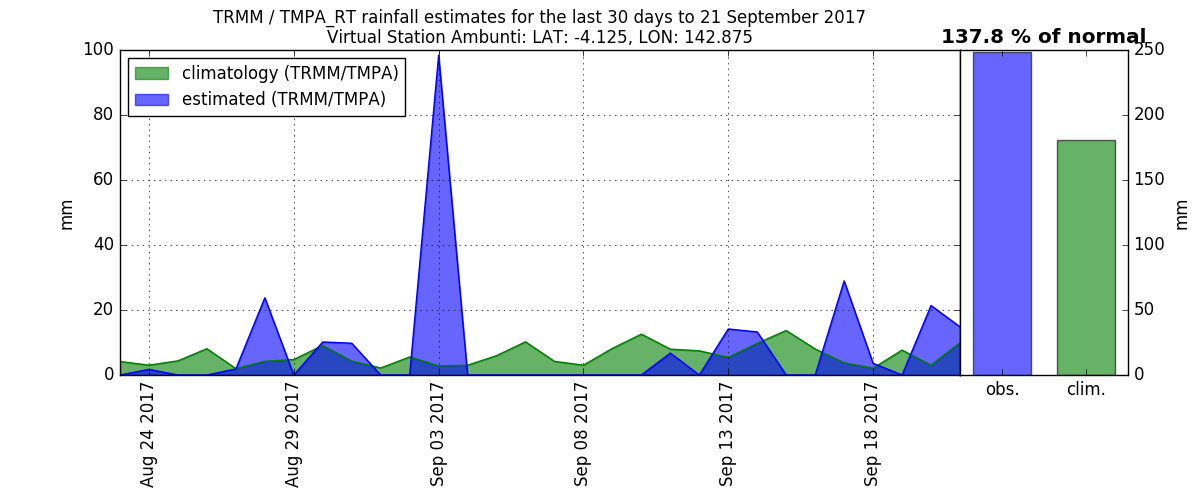 TRMM / TMPA_RT rainfall estimates for the last 30 days to 21 September 2017
Virtual Station Ambunti: LAT: -4.125, LON: 142.875
137.8 % of normal
climatology (TRMM/TMPA)
estimated (TRMM/TMPA)
100
80
60
40
20
0
mm
Aug 24 2017
Aug 29 2017
Sep 03 2017
Sep 08 2017
Sep 13 2017
Sep 18 2017
obs.
clim.
250
200
150
100
50
0
mm